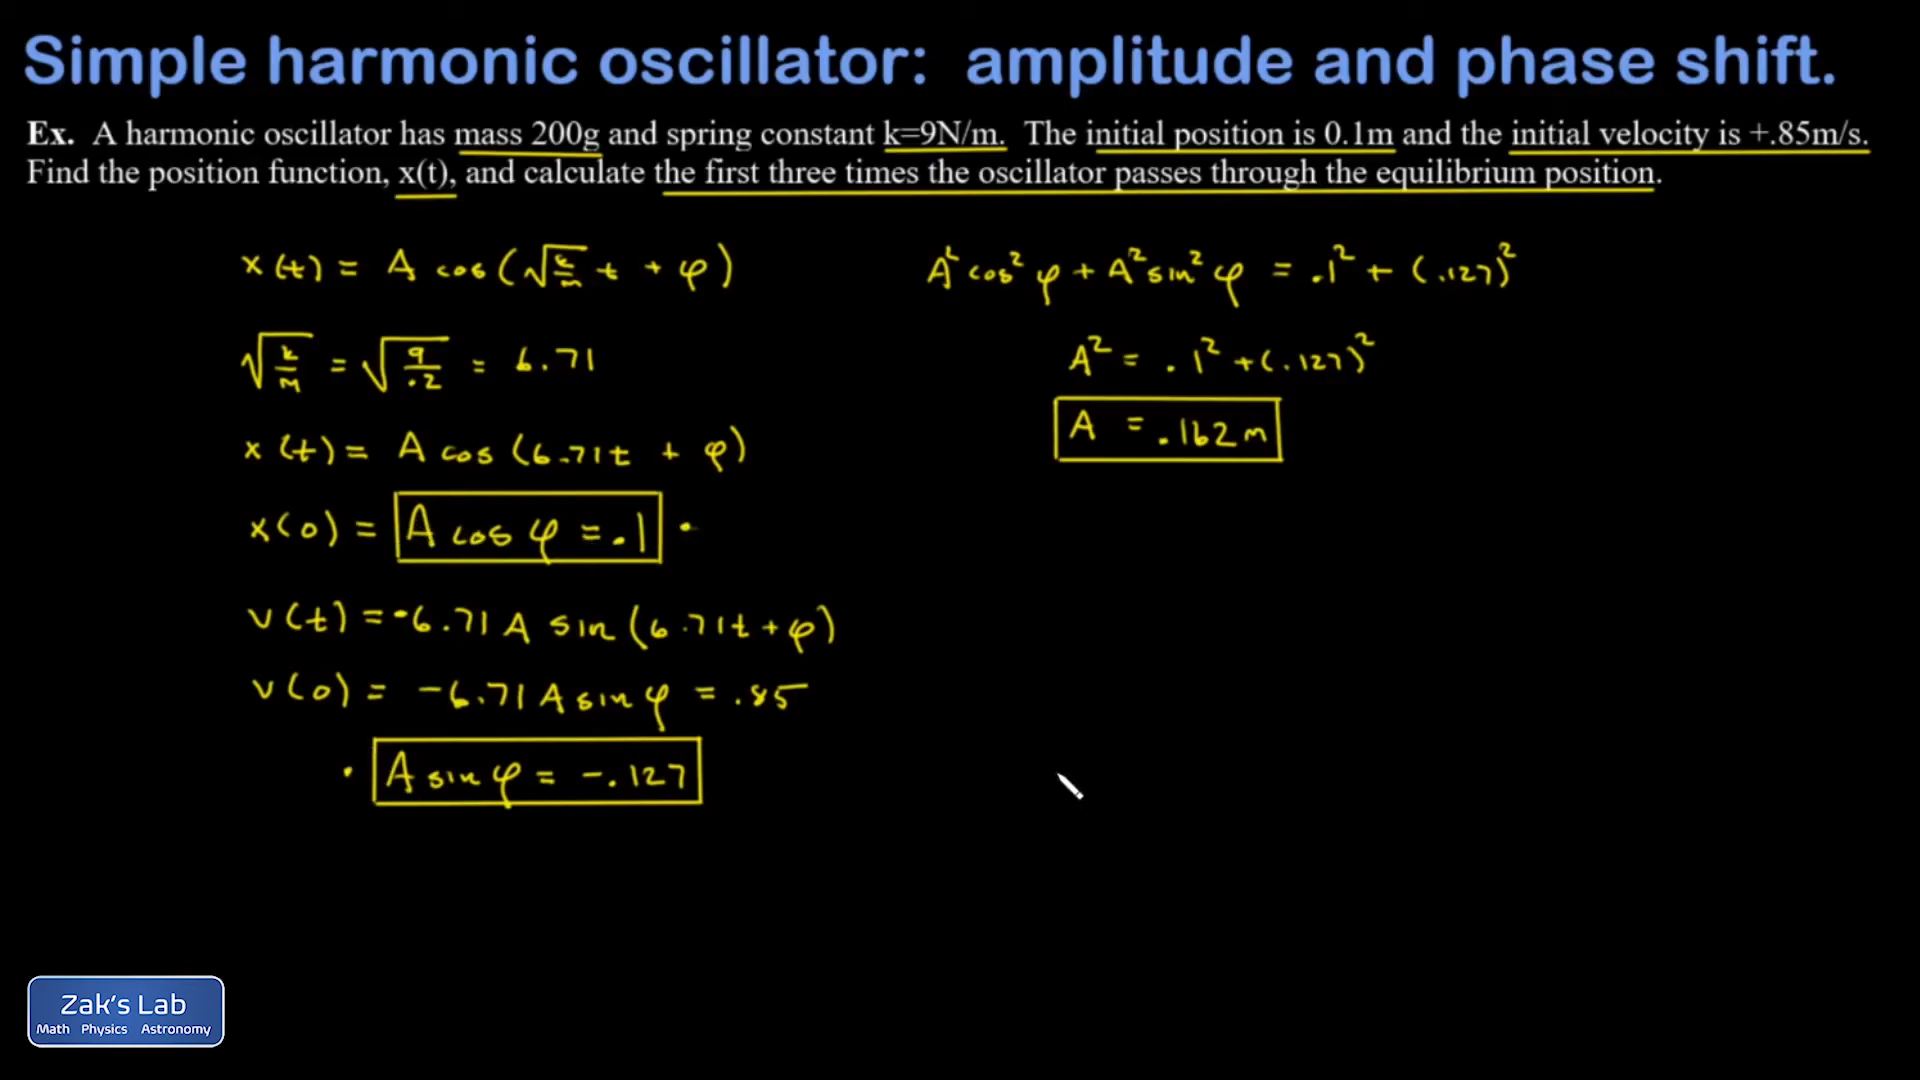 Simple harmonic oscillator: amplitude and phase shift.
Ex. A harmonic oscillator has mass 200g and spring constant k=9N/m. The initial position is 0.1m and the initial velocity is +.85m/s.
Find the position function, x(t), and calculate the first three times the oscillator passes through the equilibrium position.
x(t) = A cos(√(k/m) t + φ)
√(k/m) = √(9/.2) = 6.71
x(t) = A cos(6.71t + φ)
x(0) = A cos φ = .1
v(t) = -6.71 A sin(6.71t + φ)
v(0) = -6.71 A sin φ = .85
A sin φ = -.127
A² cos² φ + A² sin² φ = .1² + (.127)²
A² = .1² + (.127)²
A = .162m
Zak's Lab
Math Physics Astronomy